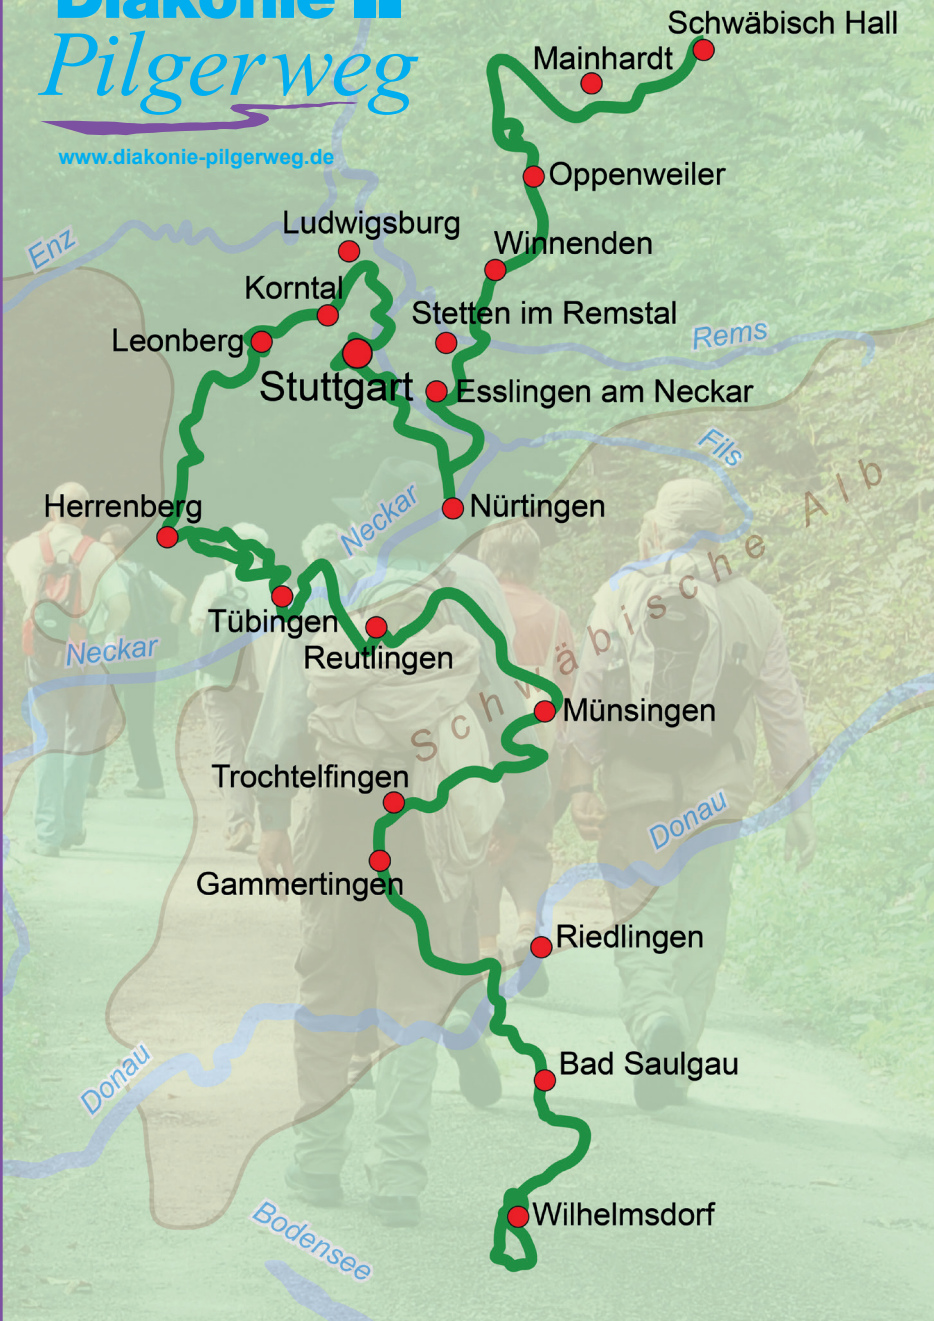 Diakonie
Pilgerweg
www.diakonie-pilgerweg.de
Schwäbisch Hall
Mainhardt
Oppenweiler
Ludwigsburg
Winnenden
Enz
Korntal
Stetten im Remstal
Leonberg
Rems
Stuttgart
Esslingen am Neckar
Fils
Herrenberg
Neckar
Nürtingen
Schwäbische Alb
Tübingen
Neckar
Reutlingen
Münsingen
Trochtelfingen
Donau
Gammertingen
Riedlingen
Bad Saulgau
Donau
Wilhelmsdorf
Bodensee